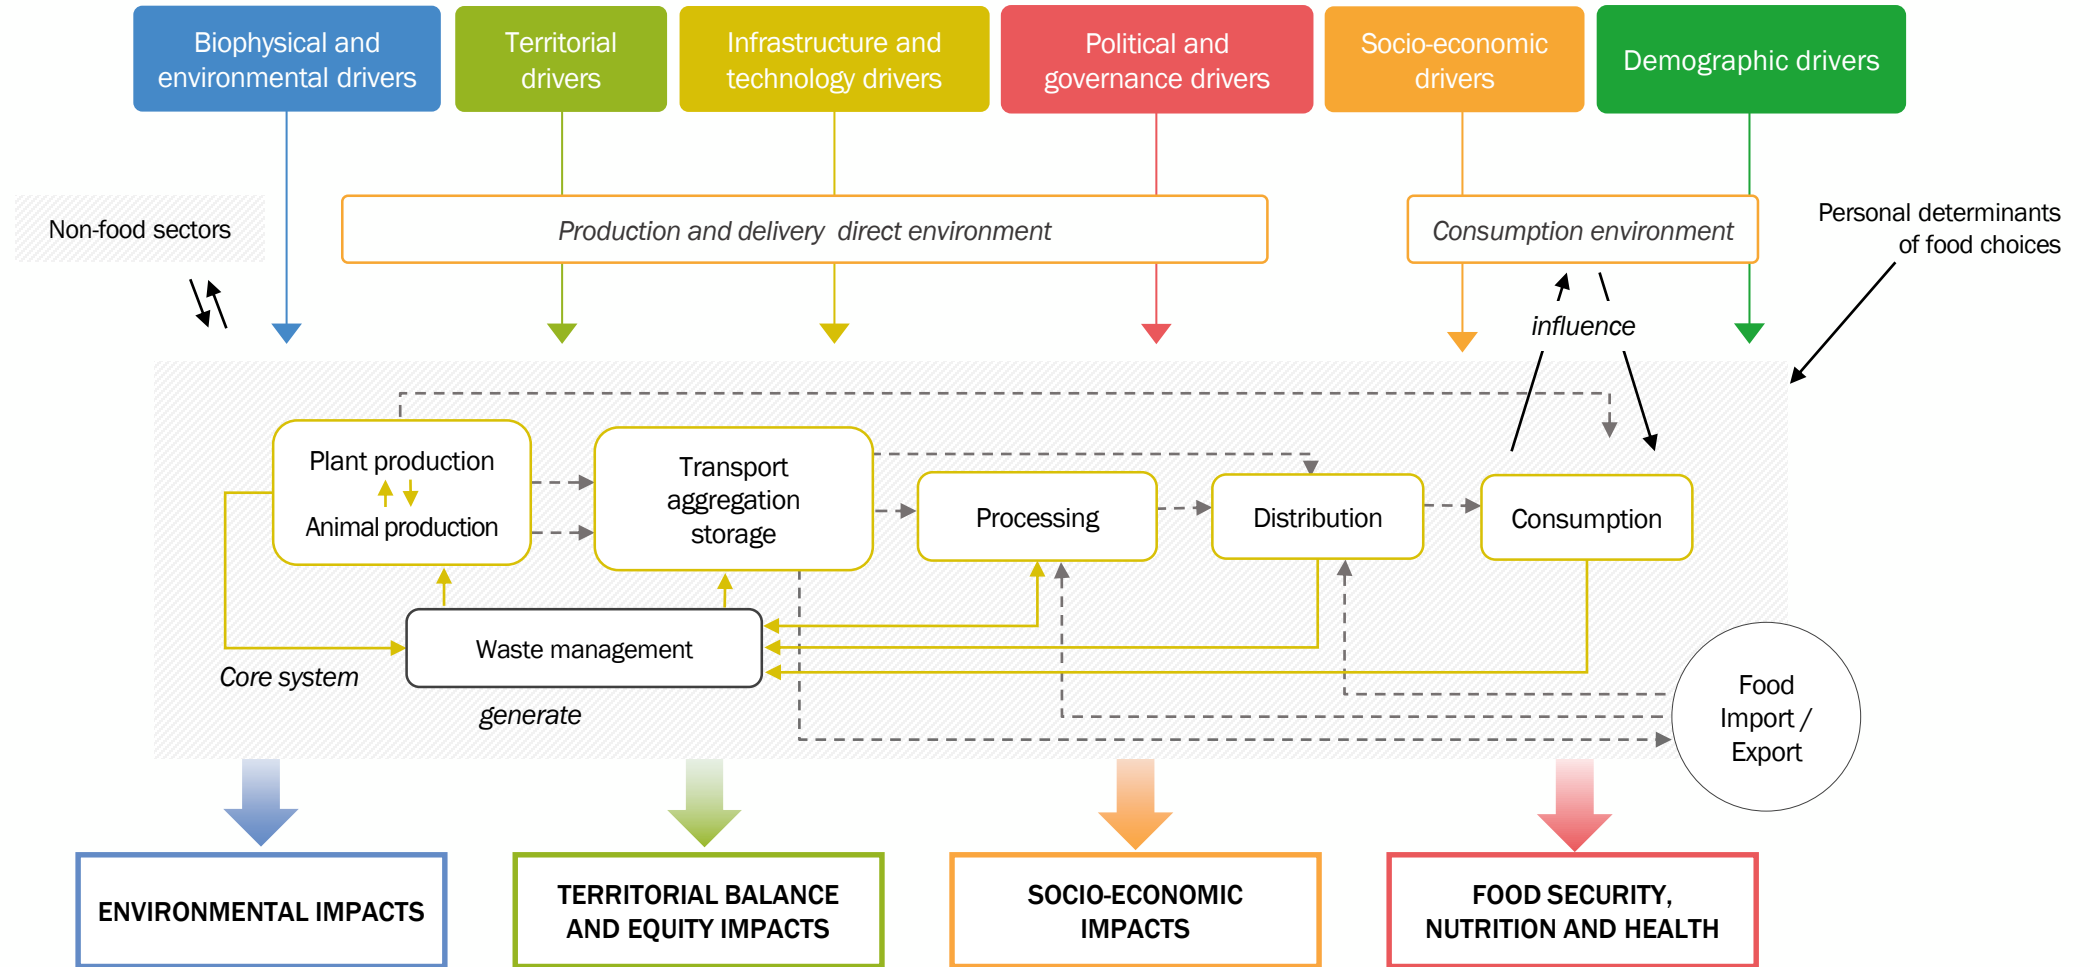 Biophysical and
environmental drivers
Territorial
drivers
Infrastructure and
technology drivers
Political and
governance drivers
Socio-economic
drivers
Demographic drivers
Non-food sectors
Production and delivery direct environment
Consumption environment
Personal determinants
of food choices
influence
Plant production
Animal production
Transport
aggregation
storage
Processing
Distribution
Consumption
Waste management
Core system
generate
Food
Import /
Export
ENVIRONMENTAL IMPACTS
TERRITORIAL BALANCE
AND EQUITY IMPACTS
SOCIO-ECONOMIC
IMPACTS
FOOD SECURITY,
NUTRITION AND HEALTH